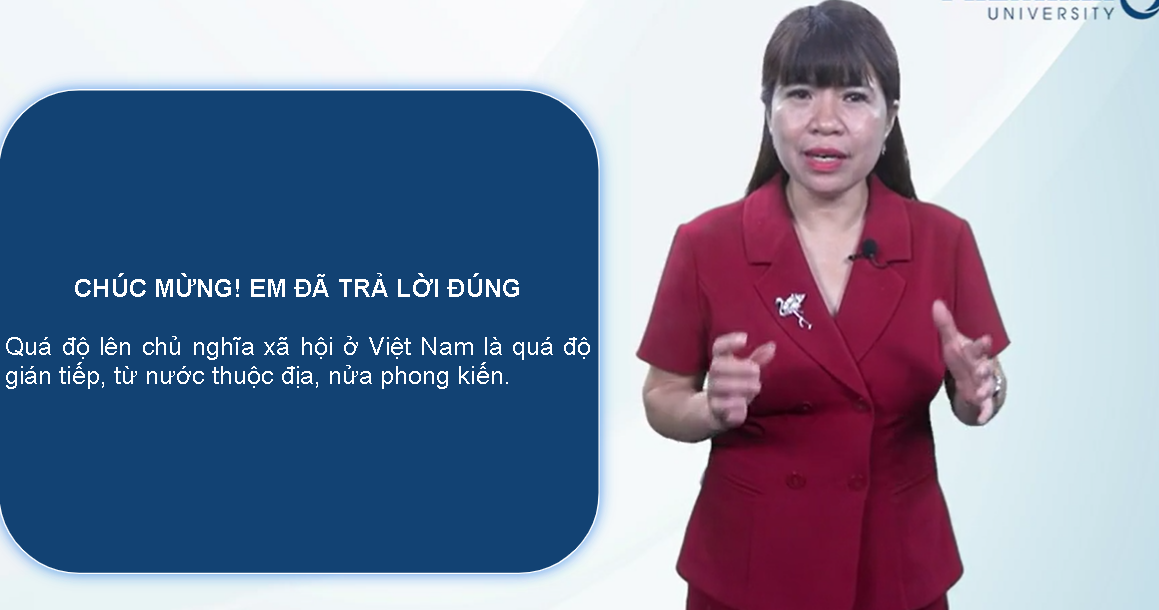 UNIVERSITY
CHÚC MỪNG! EM ĐÃ TRẢ LỜI ĐÚNG
Quá độ lên chủ nghĩa xã hội ở Việt Nam là quá độ
gián tiếp, từ nước thuộc địa, nửa phong kiến.